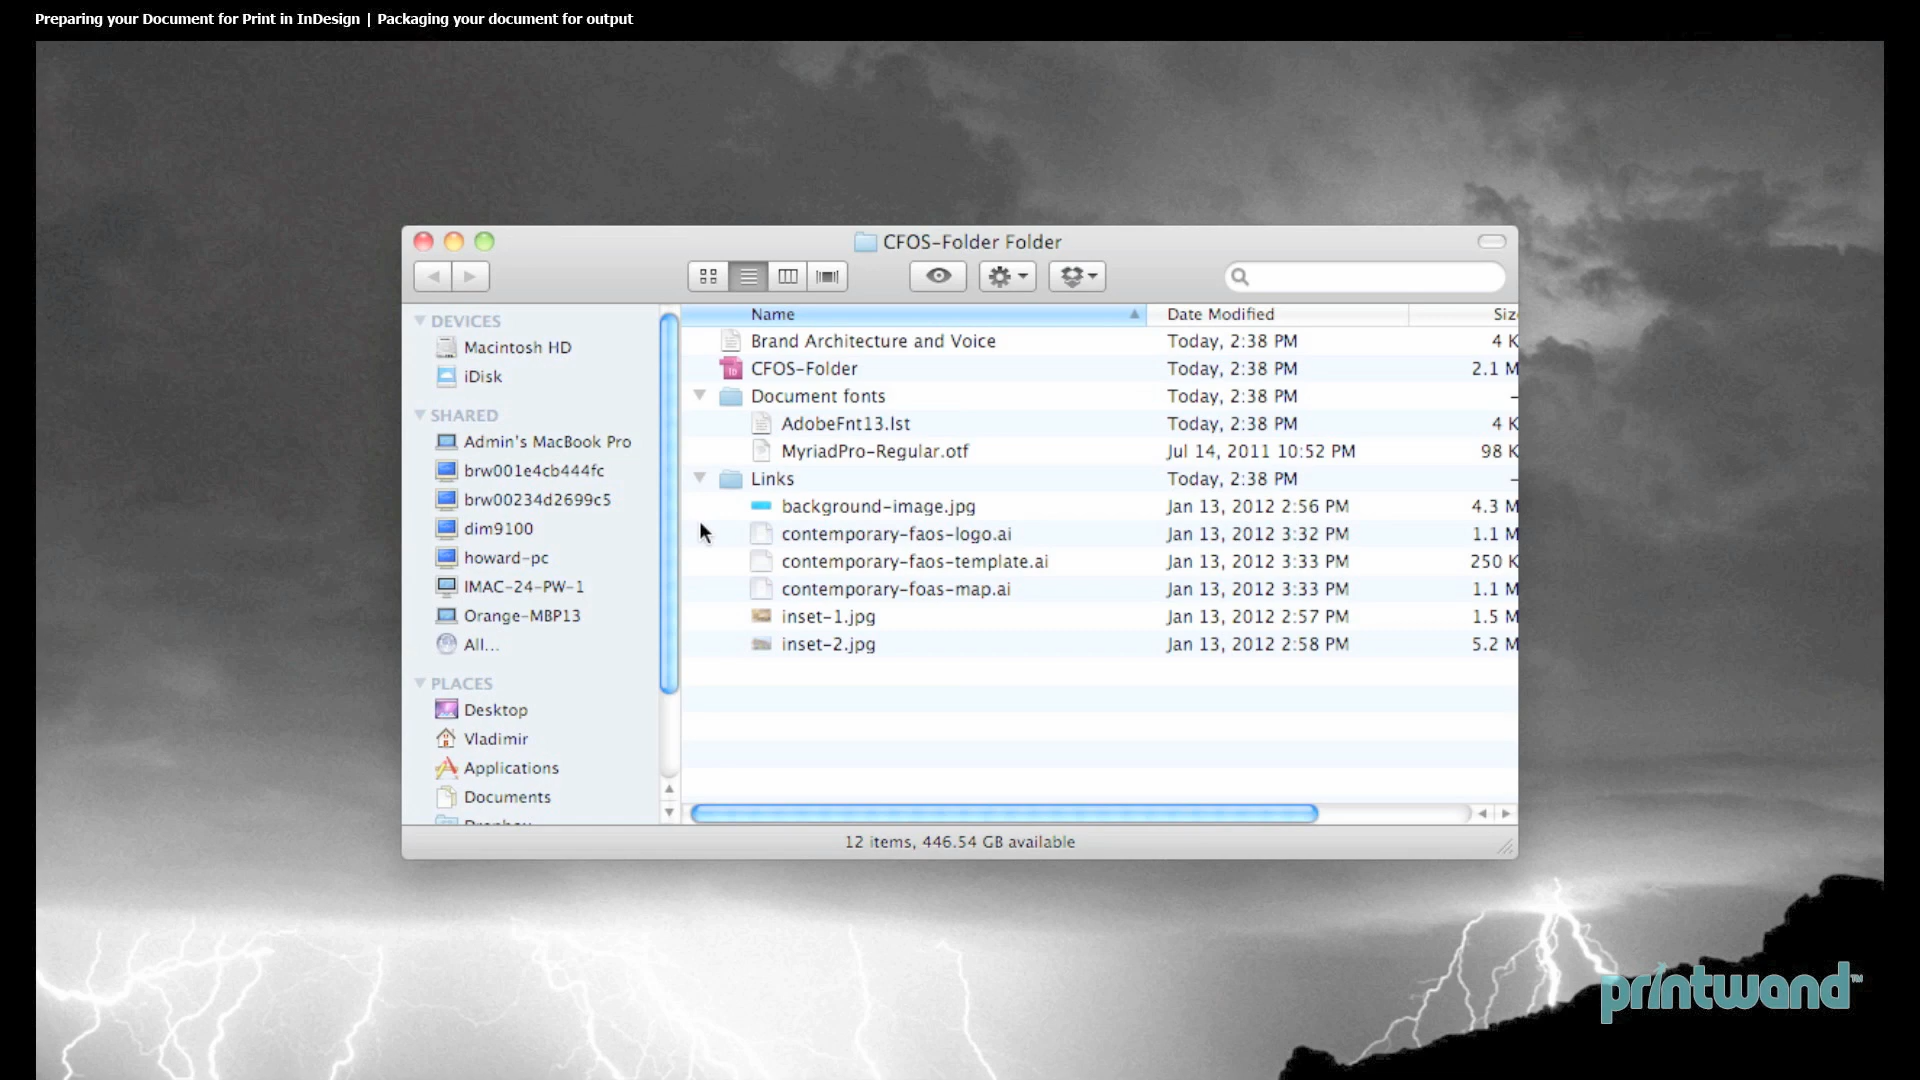 Preparing your Document for Print in InDesign | Packaging your document for output
CFOS-Folder Folder
DEVICES
Macintosh HD
iDisk
SHARED
Admin's MacBook Pro
brw001e4cb444fc
brw00234d2699c5
dim9100
howard-pc
IMAC-24-PW-1
Orange-MBP13
All...
PLACES
Desktop
Vladimir
Applications
Documents
Name Date Modified
Brand Architecture and Voice Today, 2:38 PM 4 K
CFOS-Folder Today, 2:38 PM 2.1 M
Document fonts Today, 2:38 PM –
AdobeFnt13.lst Today, 2:38 PM 4 K
MyriadPro-Regular.otf Jul 14, 2011 10:52 PM 98 K
Links Today, 2:38 PM –
background-image.jpg Jan 13, 2012 2:56 PM 4.3 M
contemporary-faos-logo.ai Jan 13, 2012 3:32 PM 1.1 M
contemporary-faos-template.ai Jan 13, 2012 3:33 PM 250 K
contemporary-foas-map.ai Jan 13, 2012 3:33 PM 1.1 M
inset-1.jpg Jan 13, 2012 2:57 PM 1.5 M
inset-2.jpg Jan 13, 2012 2:58 PM 5.2 M
12 items, 446.54 GB available
printwand™